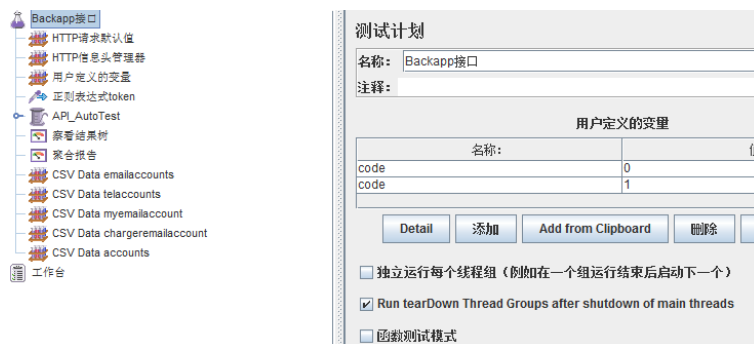 Backapp接口
HTTP请求默认值
HTTP信息头管理器
用户定义的变量
正则表达式token
API_AutoTest
察看结果树
聚合报告
CSV Data emailaccounts
CSV Data telaccounts
CSV Data myemailaccount
CSV Data chargeremailaccount
CSV Data accounts
工作台
测试计划
名称: Backapp接口
注释:
用户定义的变量
名称:
code 0
code 1
Detail 添加 Add from Clipboard 删除
独立运行每个线程组（例如在一个组运行结束后启动下一个）
Run tearDown Thread Groups after shutdown of main threads
函数测试模式